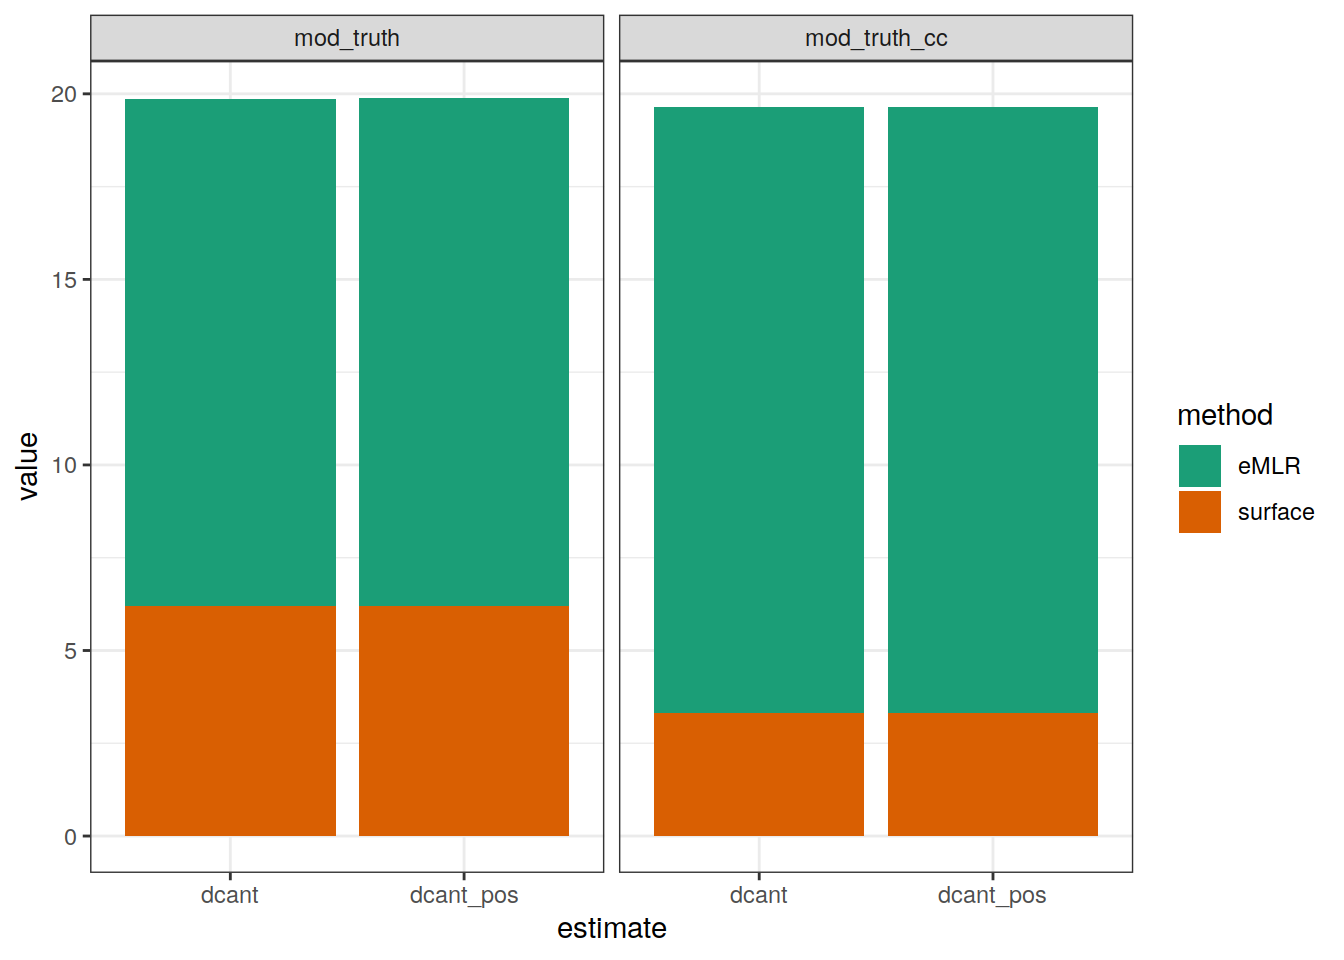 mod_truth
mod_truth_cc
20
15
10
5
0
value
dcant
dcant_pos
dcant
dcant_pos
estimate
method
eMLR
surface